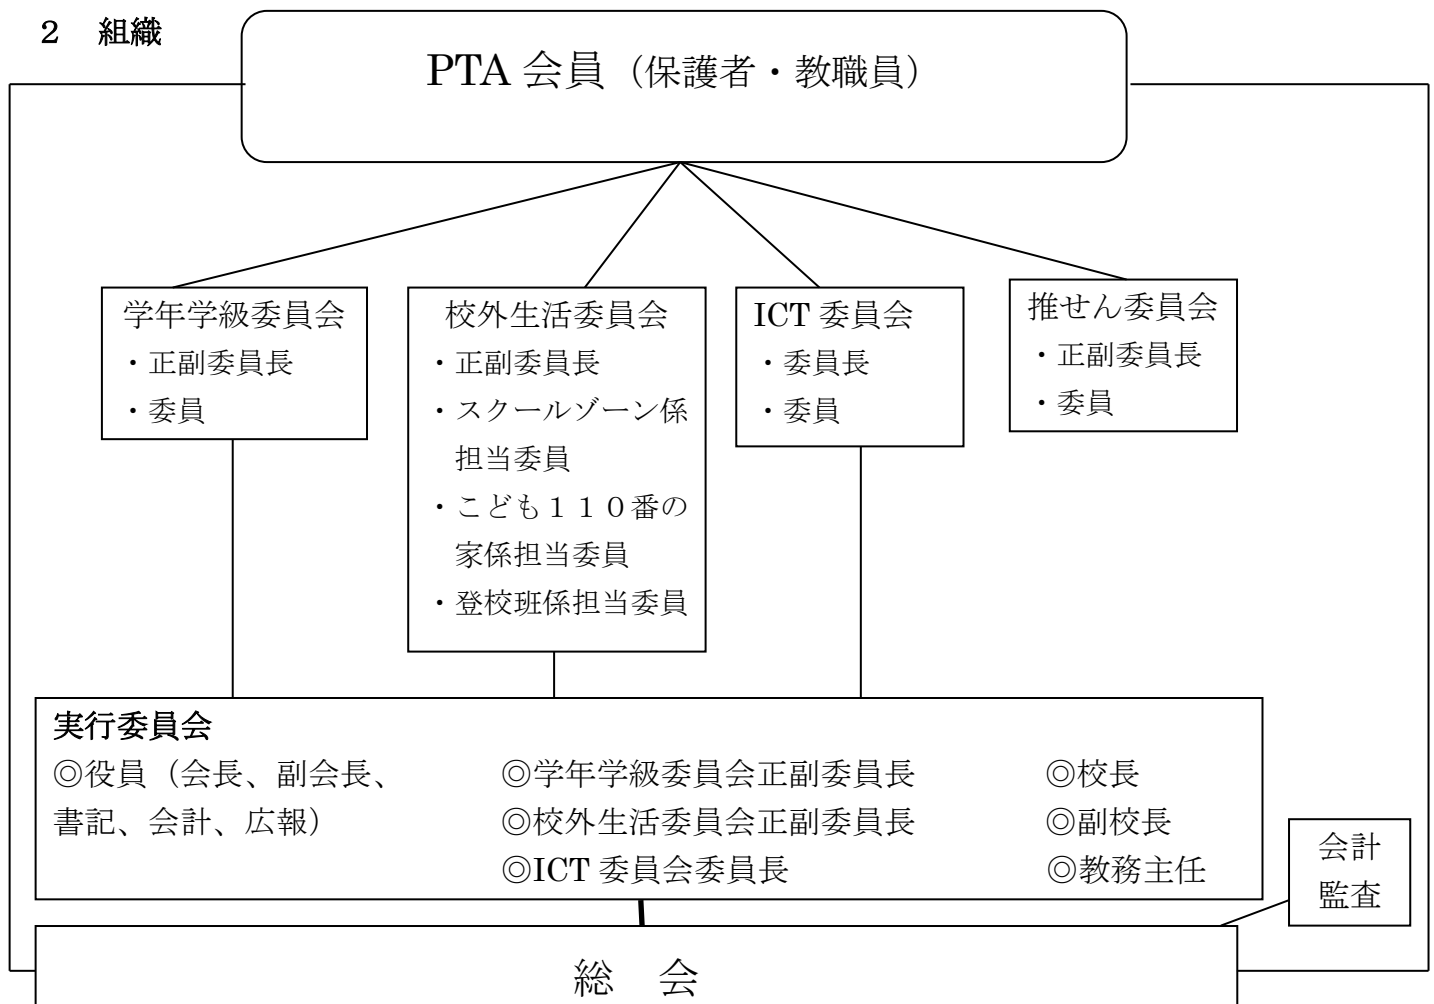 ２　組織
PTA 会員（保護者・教職員）
学年学級委員会
・正副委員長
・委員
校外生活委員会
・正副委員長
・スクールゾーン係
担当委員
・こども１１０番の
家係担当委員
・登校班係担当委員
ICT 委員会
・委員長
・委員
推せん委員会
・正副委員長
・委員
実行委員会
◎役員（会長、副会長、
書記、会計、広報）
◎学年学級委員会正副委員長
◎校外生活委員会正副委員長
◎ICT 委員会委員長
◎校長
◎副校長
◎教務主任
会計
監査
総　会